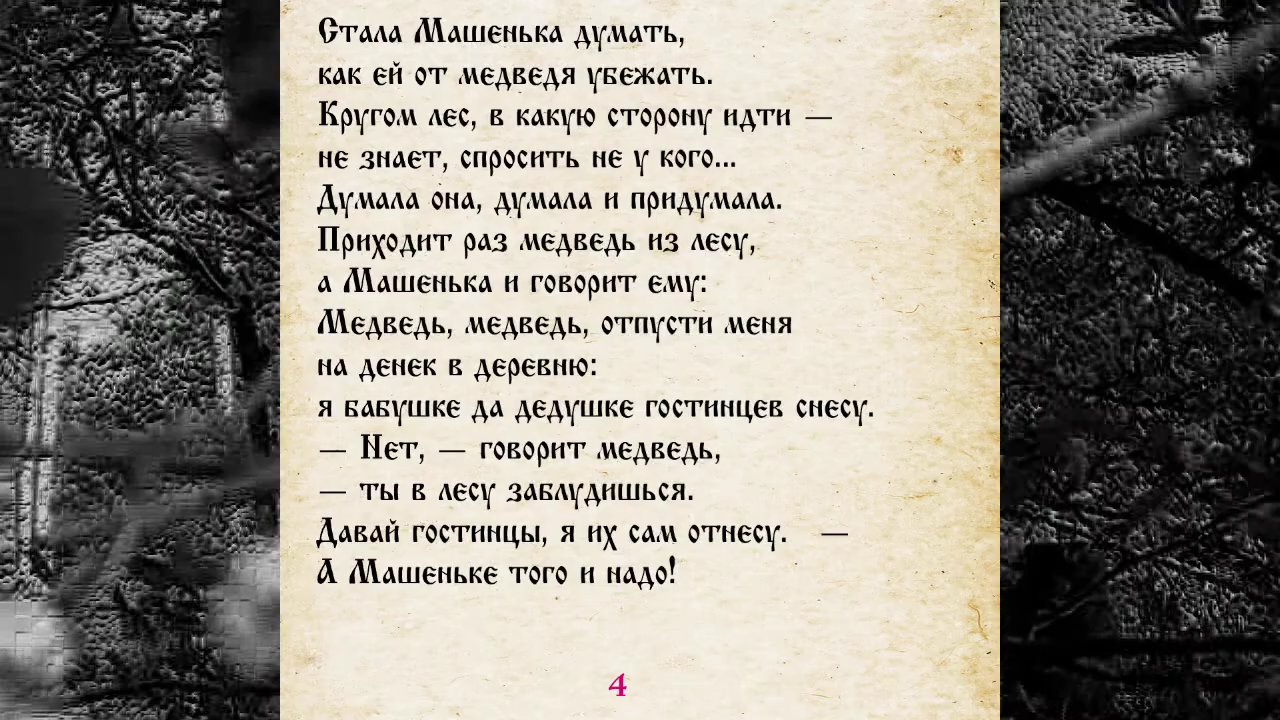 Стала Машенька думать,
как ей от медведя убежать.
Кругом лес, в какую сторону идти —
не знает, спросить не у кого...
Думала она, думала и придумала.
Приходит раз медведь из лесу,
а Машенька и говорит ему:
Медведь, медведь, отпусти меня
на денек в деревню:
я бабушке да дедушке гостинцев снесу.
— Нет, — говорит медведь,
— ты в лесу заблудишься.
Давай гостинцы, я их сам отнесу. —
А Машеньке того и надо!
4